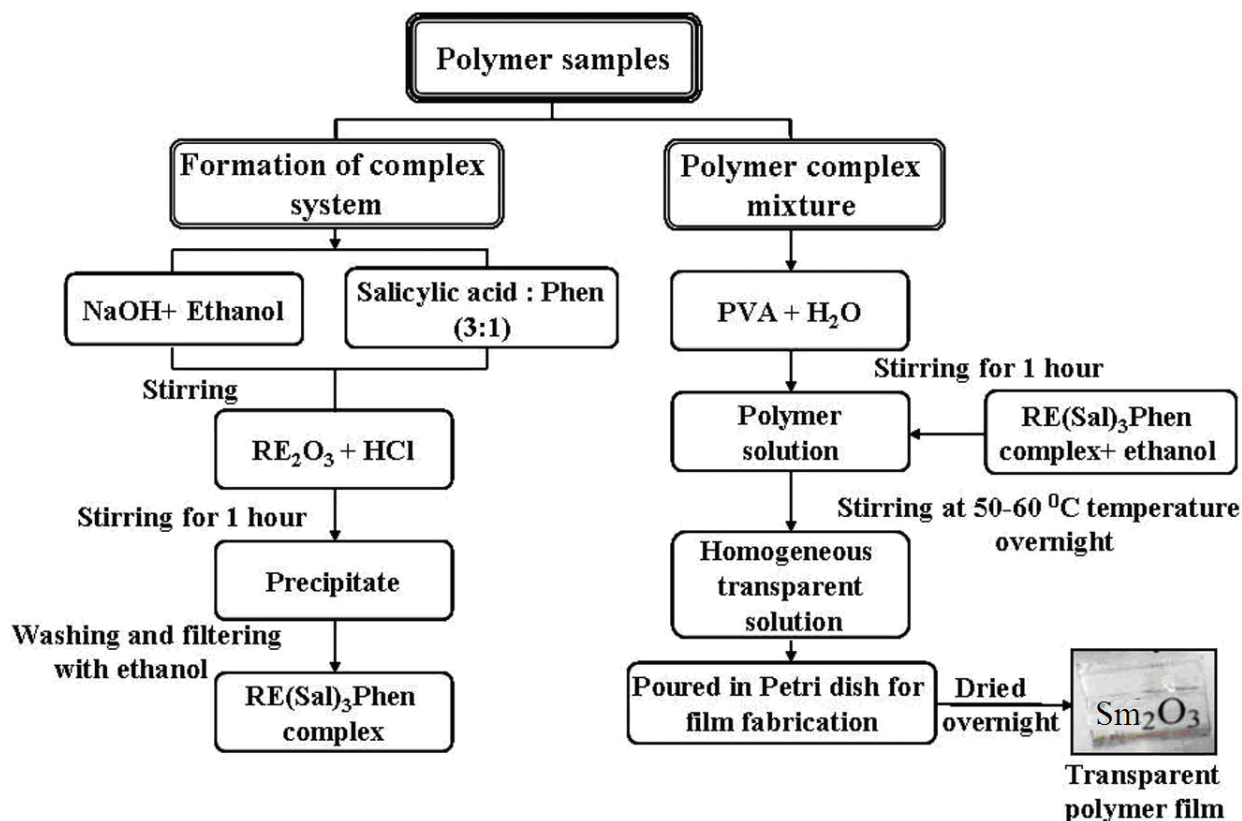 Polymer samples
Formation of complex
system
Polymer complex
mixture
NaOH+ Ethanol
Salicylic acid : Phen
(3:1)
Stirring
RE₂O₃ + HCl
Stirring for 1 hour
Precipitate
Washing and filtering
with ethanol
RE(Sal)₃Phen
complex
PVA + H₂O
Stirring for 1 hour
Polymer
solution
RE(Sal)₃Phen
complex+ ethanol
Stirring at 50-60 ⁰C temperature
overnight
Homogeneous
transparent
solution
Poured in Petri dish for
film fabrication
Dried
overnight
Sm₂O₃
Transparent
polymer film